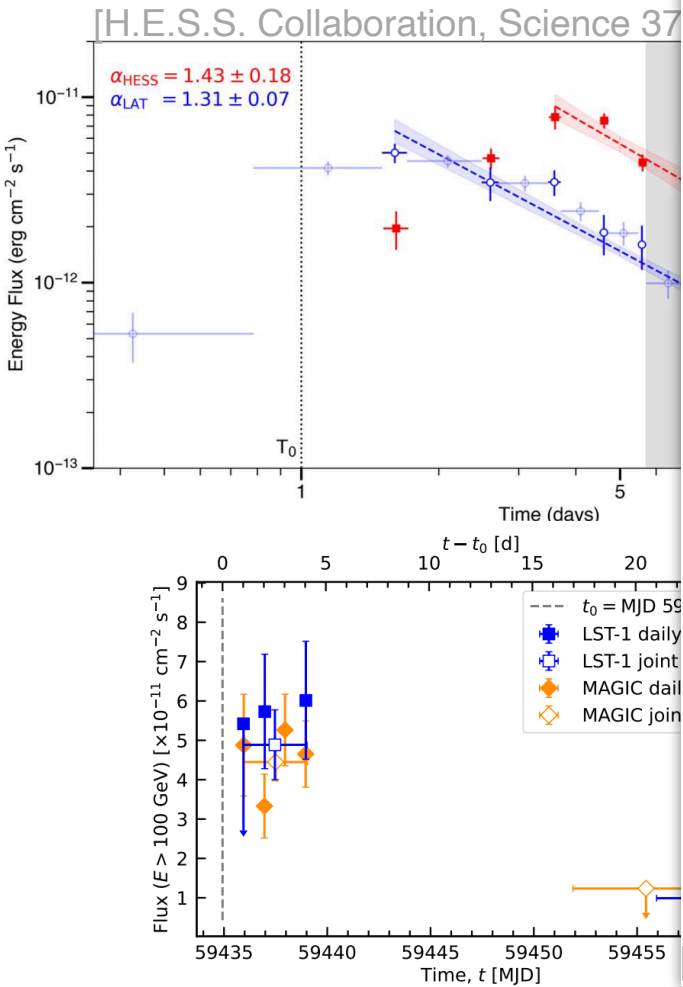 [H.E.S.S. Collaboration, Science 37
αHESS = 1.43 ± 0.18
αLAT = 1.31 ± 0.07
Energy Flux (erg cm⁻² s⁻¹)
10⁻¹¹
10⁻¹²
10⁻¹³
T₀
1
5
Time (days)
t − t₀ [d]
0
5
10
15
20
Flux (E > 100 GeV) [×10⁻¹¹ cm⁻² s⁻¹]
9
8
7
6
5
4
3
2
1
t₀ = MJD 59
LST-1 daily
LST-1 joint
MAGIC dail
MAGIC join
59435
59440
59445
59450
59455
Time, t [MJD]